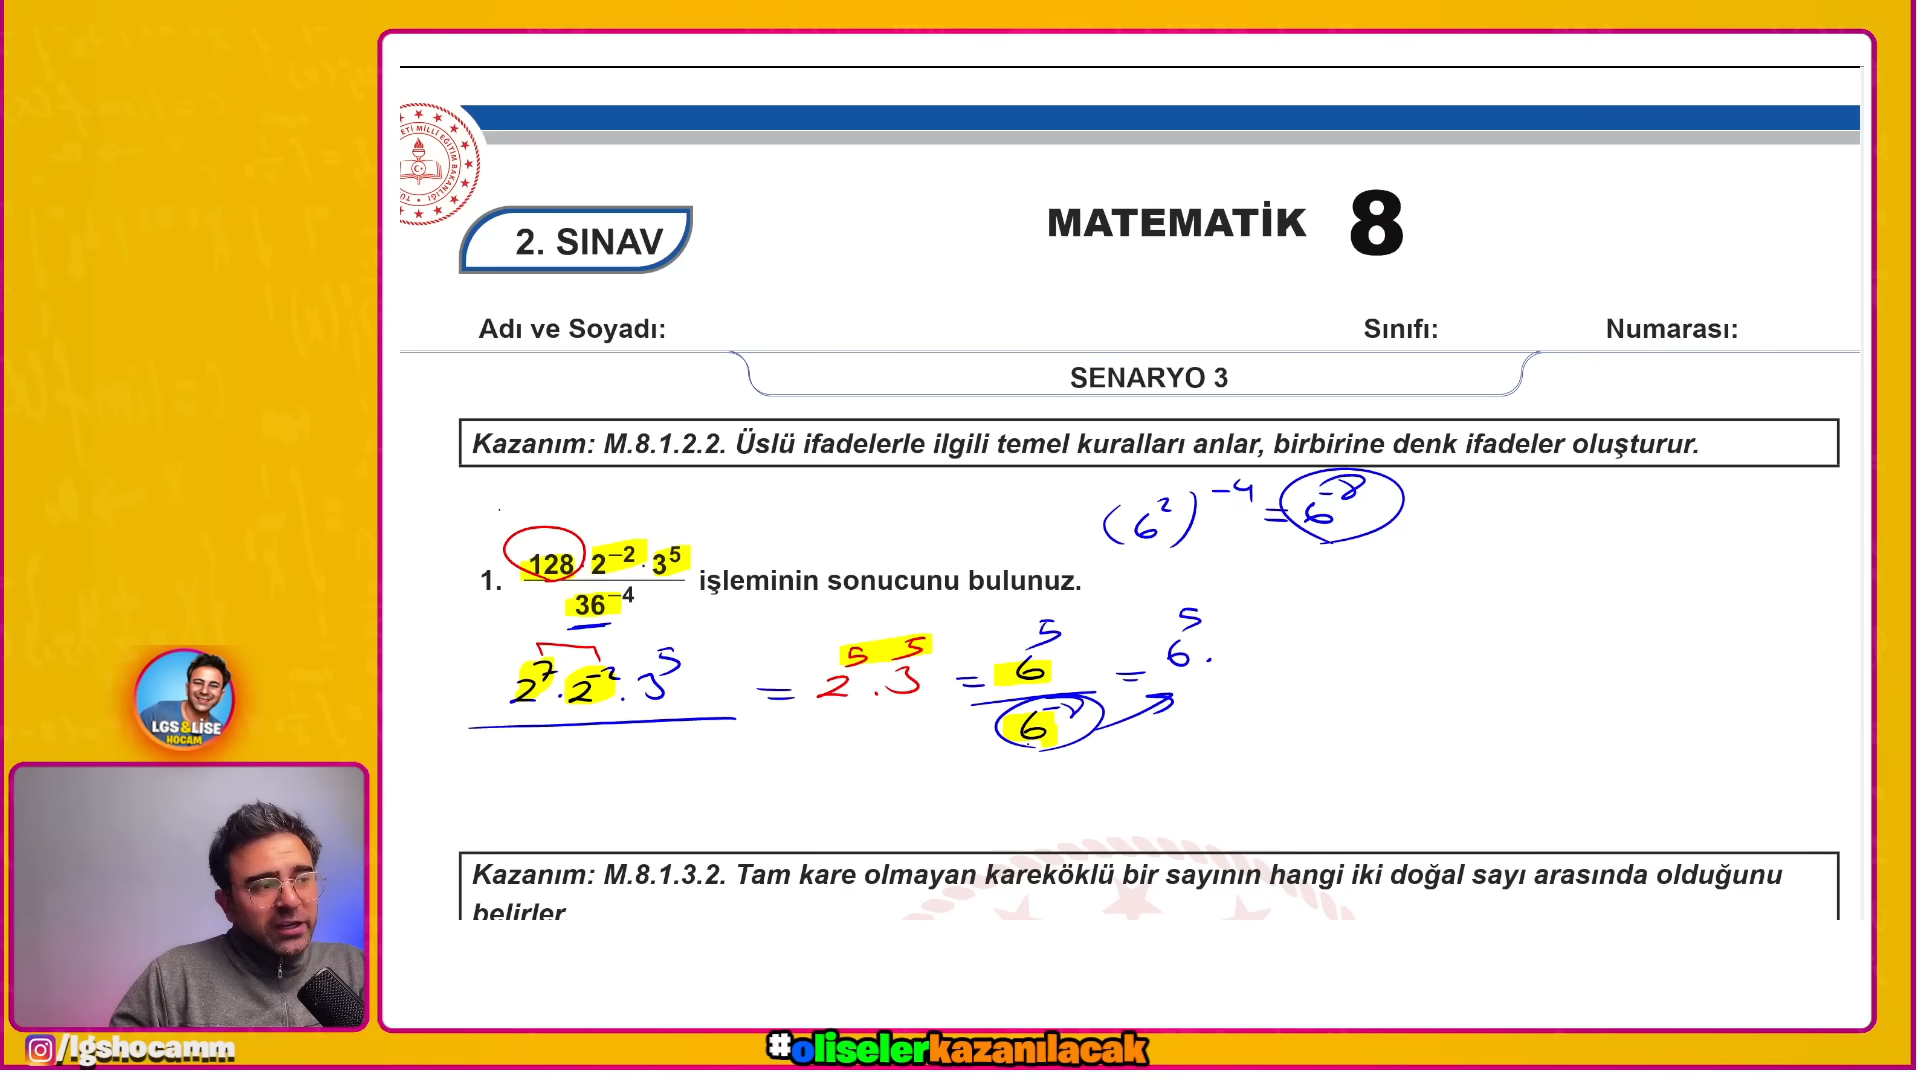 2. SINAV
MATEMATİK 8
Adı ve Soyadı:
Sınıfı:
Numarası:
SENARYO 3
Kazanım: M.8.1.2.2. Üslü ifadelerle ilgili temel kuralları anlar, birbirine denk ifadeler oluşturur.
(6²)⁻⁴ = 6⁻⁸
1. 128 · 2⁻² · 3⁵ / 36⁻⁴ işleminin sonucunu bulunuz.
2⁷ · 2⁻² · 3⁵ = 2⁵ · 3⁵ = 6⁵ / 6⁻⁸ = 6⁵ ·
LGS&LİSE
HOCAM
Kazanım: M.8.1.3.2. Tam kare olmayan kareköklü bir sayının hangi iki doğal sayı arasında olduğunu
belirler.
/lgshocamm
#oliselerkazanılacak